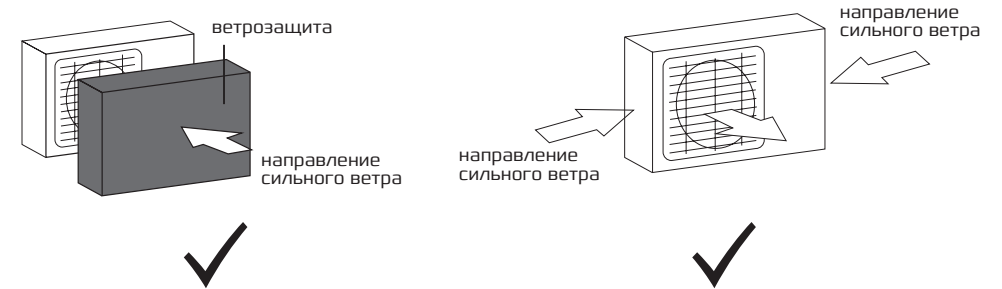 ветрозащита
направление
сильного ветра
направление
сильного ветра
направление
сильного ветра